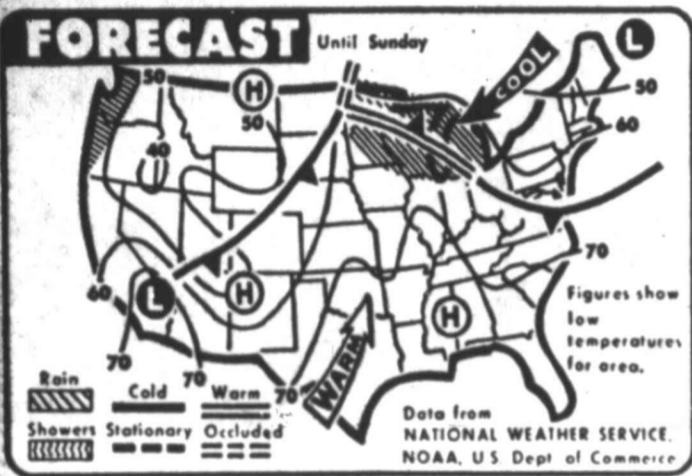 FORECAST Until Sunday
L
COOL
50
H
50
50
60
40
70
60
L
H
H
Figures show
low
temperatures
for area.
70
70
70
WARM
Rain Cold Warm
Showers Stationary Occluded
Data from
NATIONAL WEATHER SERVICE,
NOAA, U.S. Dept of Commerce